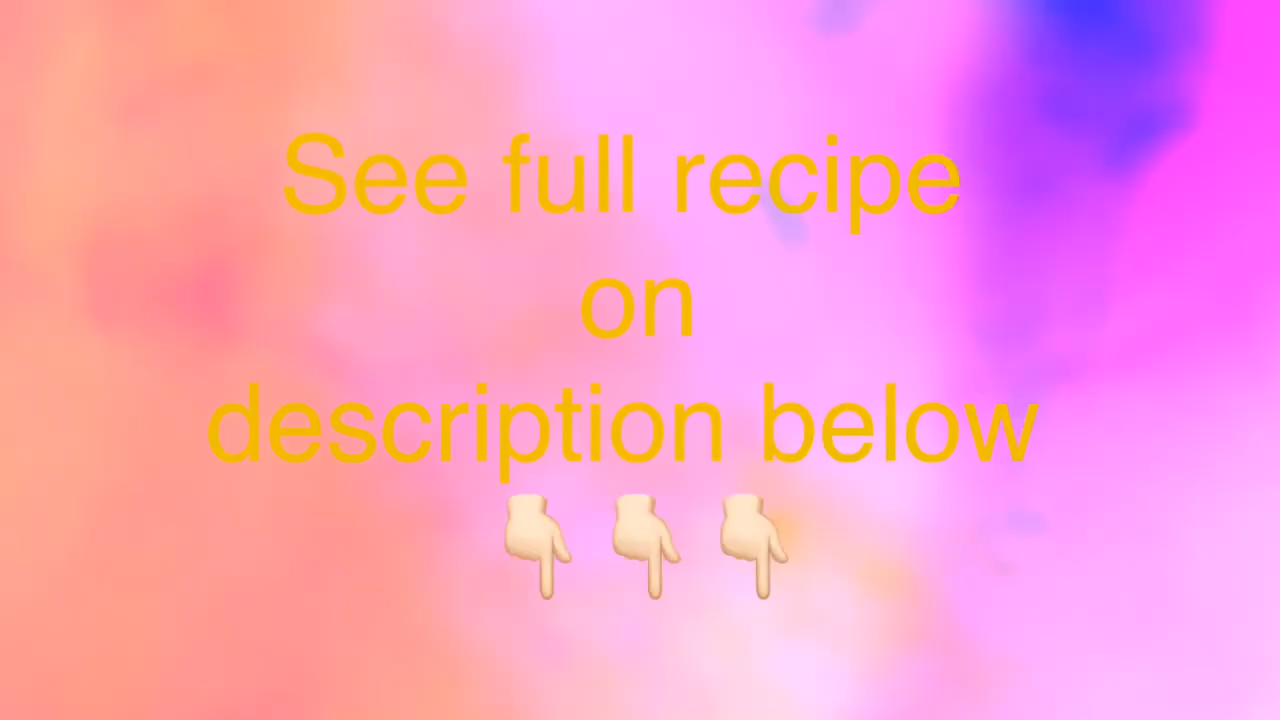 See full recipe
on
description below
👇🏻 👇🏻 👇🏻